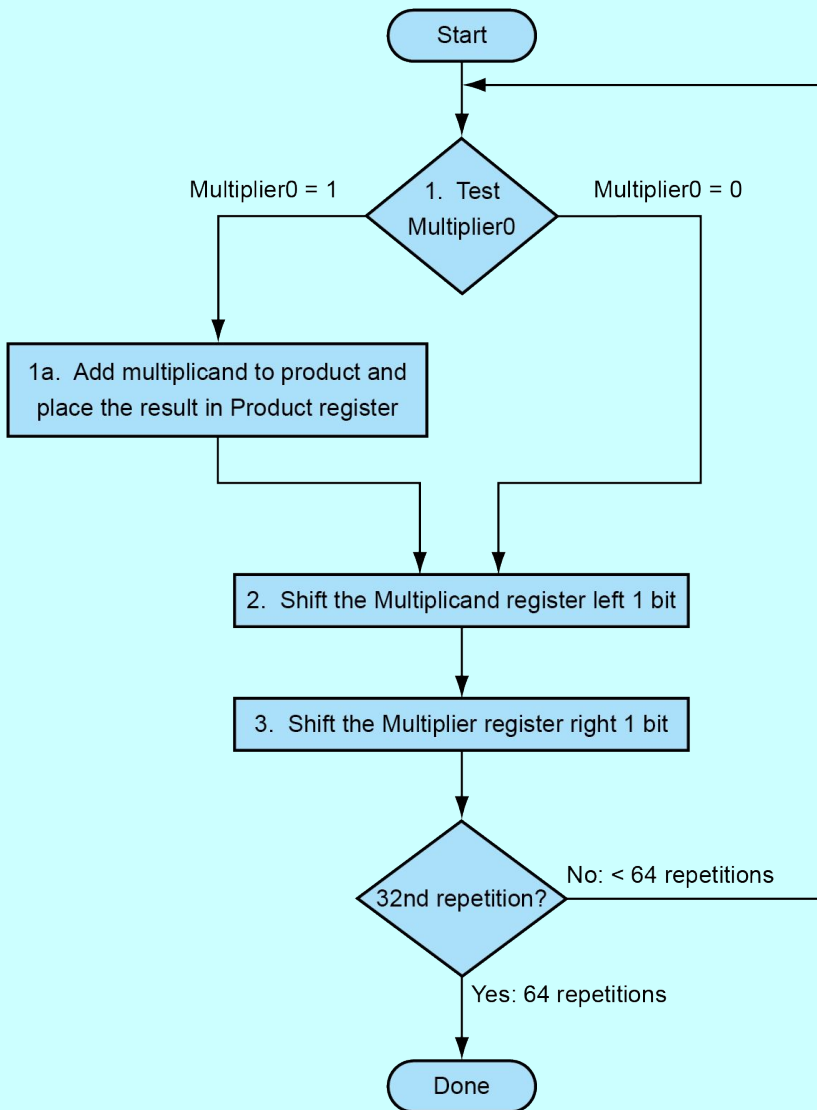 Start
Multiplier0 = 1
1. Test
Multiplier0
Multiplier0 = 0
1a. Add multiplicand to product and
place the result in Product register
2. Shift the Multiplicand register left 1 bit
3. Shift the Multiplier register right 1 bit
32nd repetition?
No: < 64 repetitions
Yes: 64 repetitions
Done